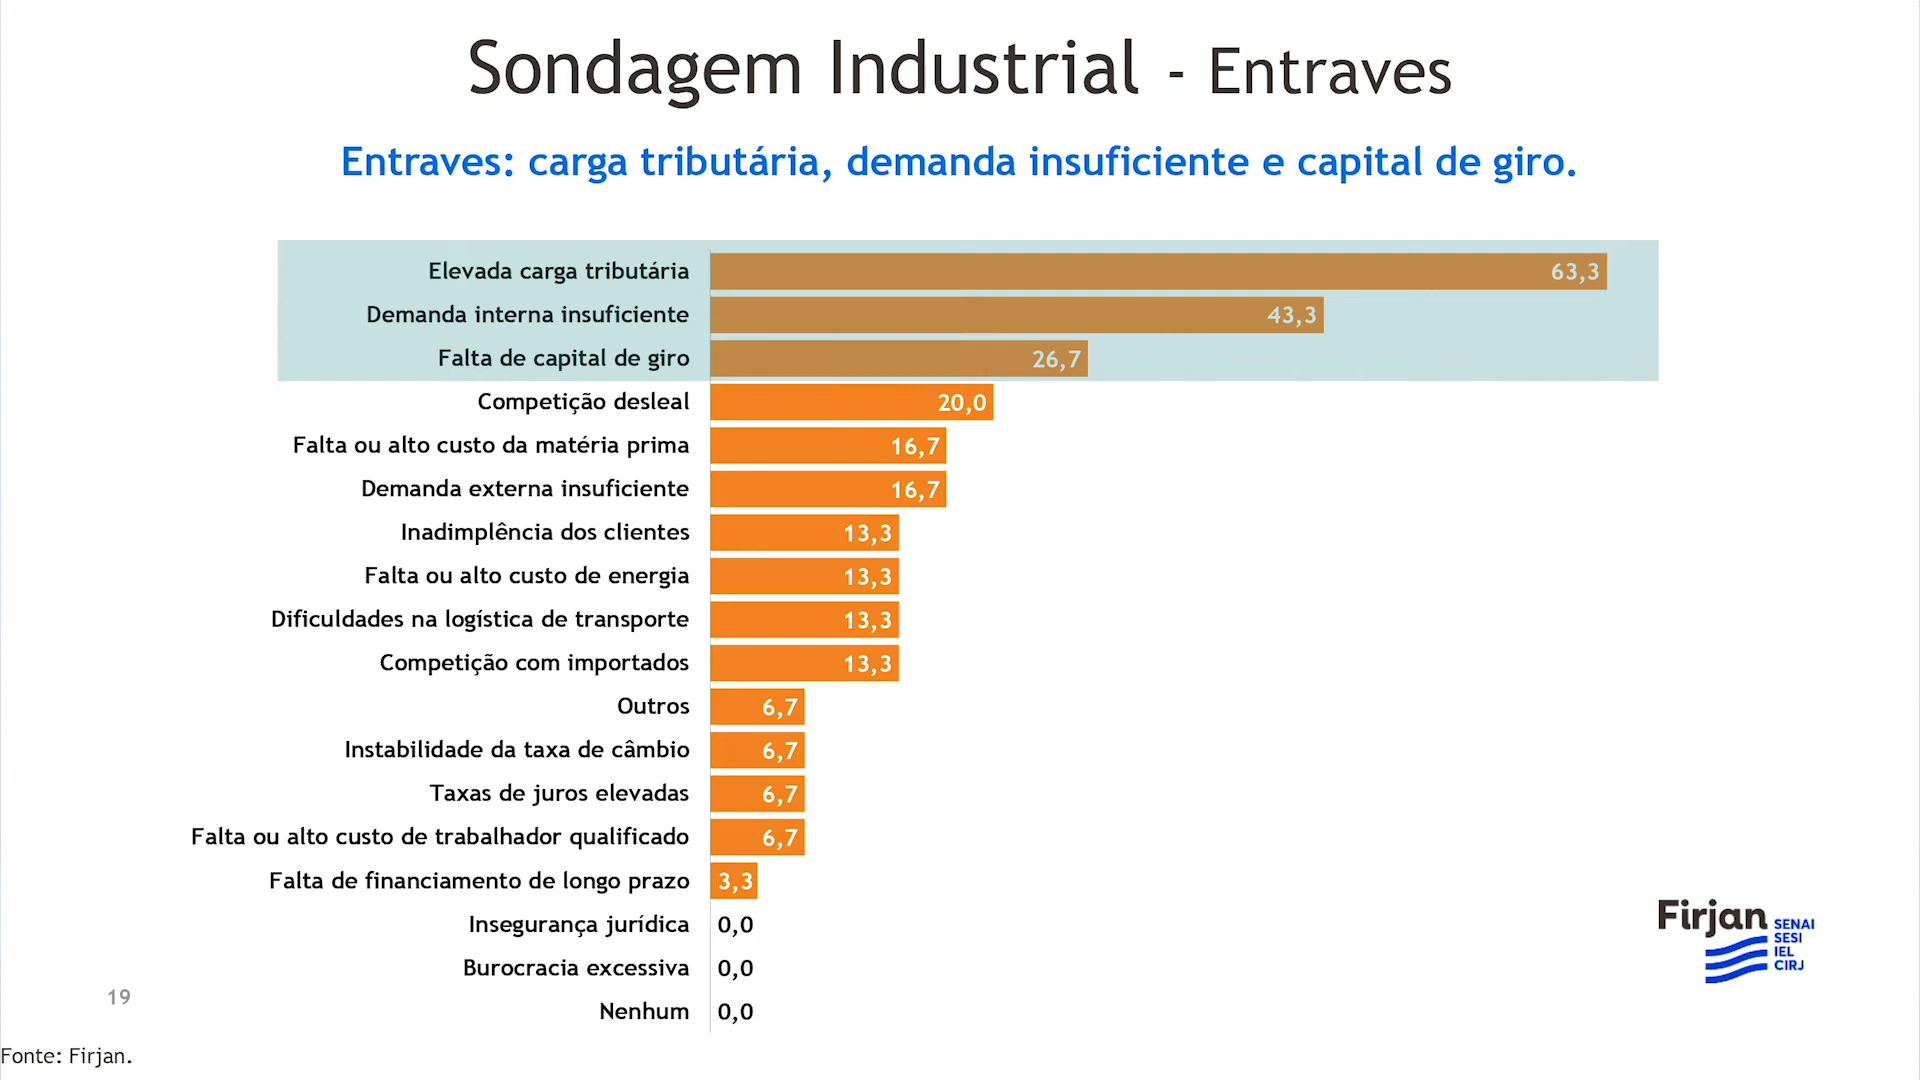 Sondagem Industrial - Entraves
Entraves: carga tributária, demanda insuficiente e capital de giro.
Elevada carga tributária 63,3
Demanda interna insuficiente 43,3
Falta de capital de giro 26,7
Competição desleal 20,0
Falta ou alto custo da matéria prima 16,7
Demanda externa insuficiente 16,7
Inadimplência dos clientes 13,3
Falta ou alto custo de energia 13,3
Dificuldades na logística de transporte 13,3
Competição com importados 13,3
Outros 6,7
Instabilidade da taxa de câmbio 6,7
Taxas de juros elevadas 6,7
Falta ou alto custo de trabalhador qualificado 6,7
Falta de financiamento de longo prazo 3,3
Insegurança jurídica 0,0
Burocracia excessiva 0,0
Nenhum 0,0
Firjan SENAI
SESI
IEL
CIRJ
19
Fonte: Firjan.